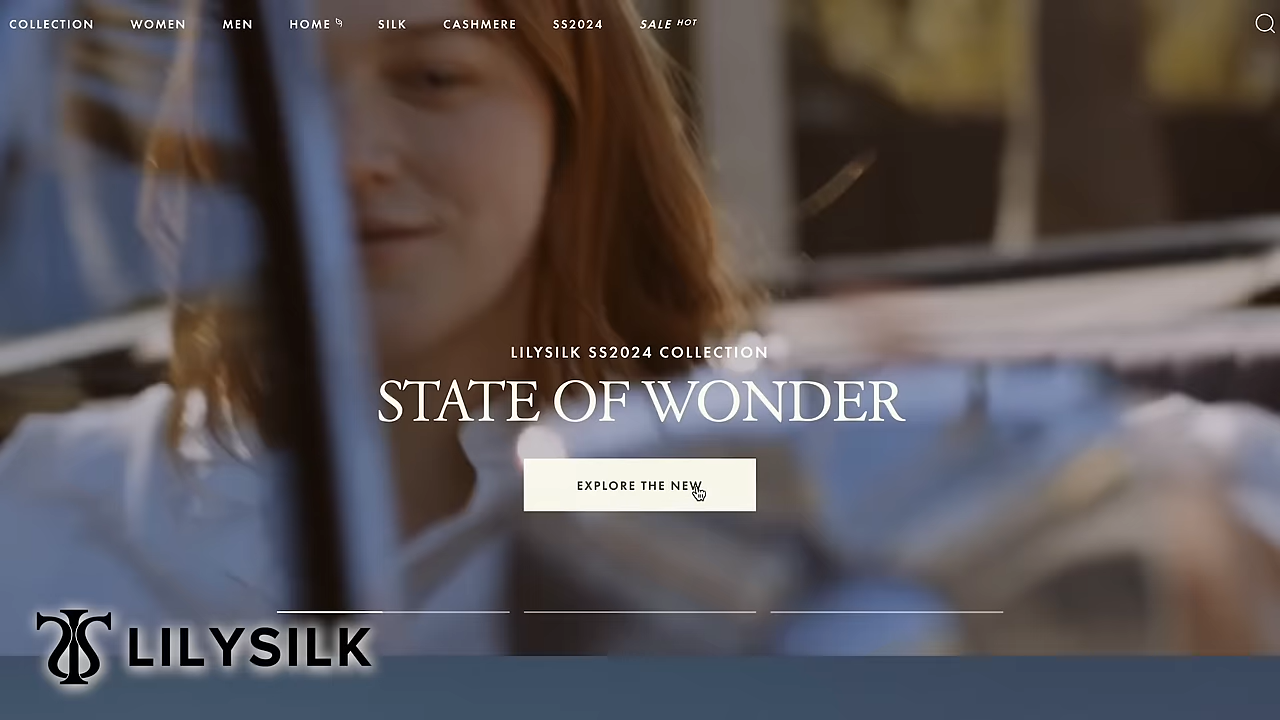 COLLECTION WOMEN MEN HOME SILK CASHMERE SS2024 SALE HOT
LILYSILK SS2024 COLLECTION
STATE OF WONDER
EXPLORE THE NEW
LILYSILK